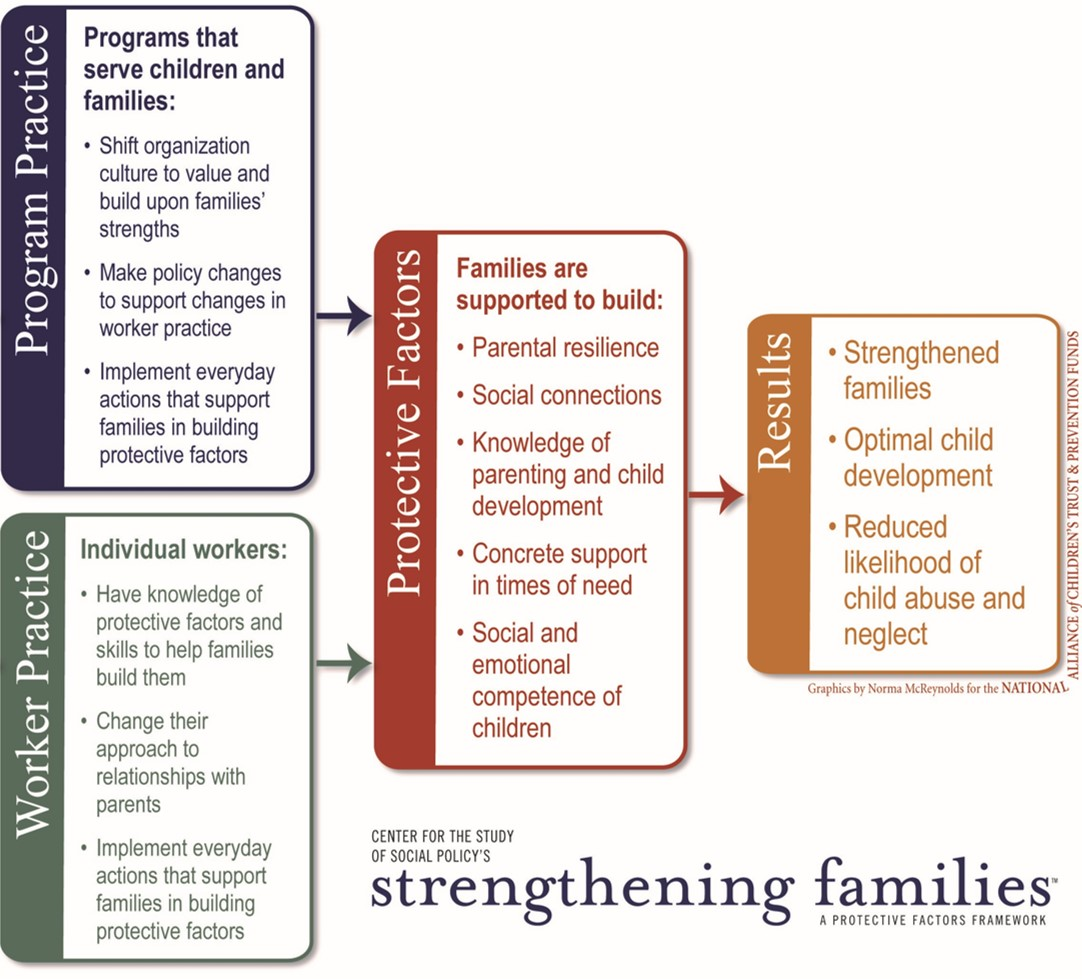 Program Practice
Programs that
serve children and
families:
• Shift organization
culture to value and
build upon families’
strengths
• Make policy changes
to support changes in
worker practice
• Implement everyday
actions that support
families in building
protective factors
Worker Practice
Individual workers:
• Have knowledge of
protective factors and
skills to help families
build them
• Change their
approach to
relationships with
parents
• Implement everyday
actions that support
families in building
protective factors
Protective Factors
Families are
supported to build:
• Parental resilience
• Social connections
• Knowledge of
parenting and child
development
• Concrete support
in times of need
• Social and
emotional
competence of
children
Results
• Strengthened
families
• Optimal child
development
• Reduced
likelihood of
child abuse and
neglect
Graphics by Norma McReynolds for the NATIONAL
ALLIANCE of CHILDREN’S TRUST & PREVENTION FUNDS
CENTER FOR THE STUDY
OF SOCIAL POLICY’S
strengthening families™
A PROTECTIVE FACTORS FRAMEWORK